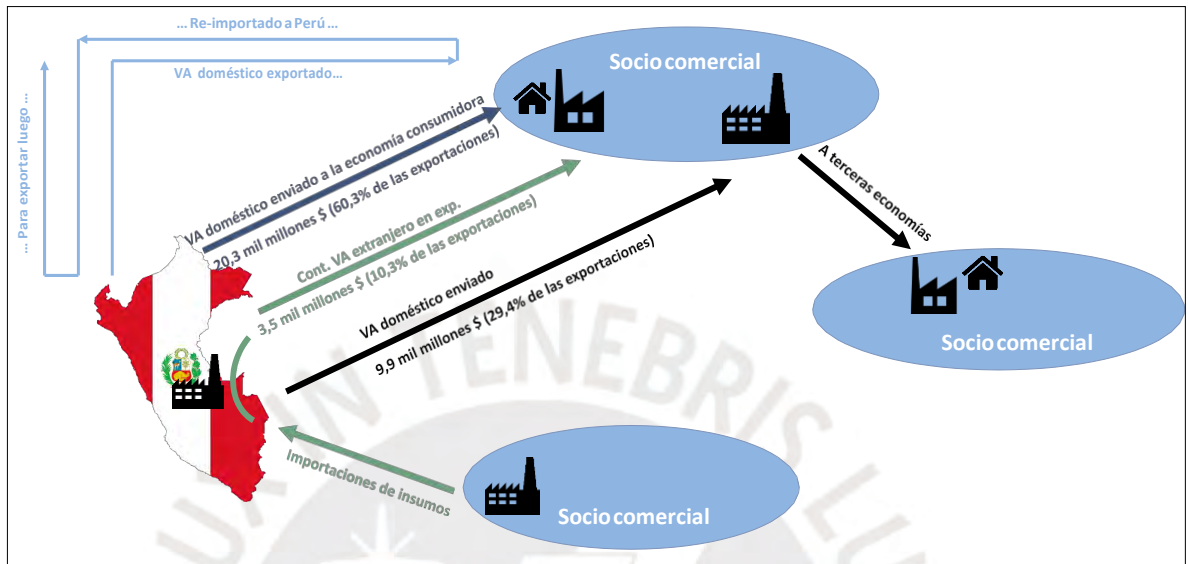 ... Re-importado a Perú ...
VA doméstico exportado...
... Para exportar luego ...
Socio comercial
VA doméstico enviado a la economía consumidora
20,3 mil millones $ (60,3% de las exportaciones)
Cont. VA extranjero en exp.
3,5 mil millones $ (10,3% de las exportaciones)
VA doméstico enviado
9,9 mil millones $ (29,4% de las exportaciones)
A terceras economías
Socio comercial
Importaciones de insumos
Socio comercial
TENEBRIS